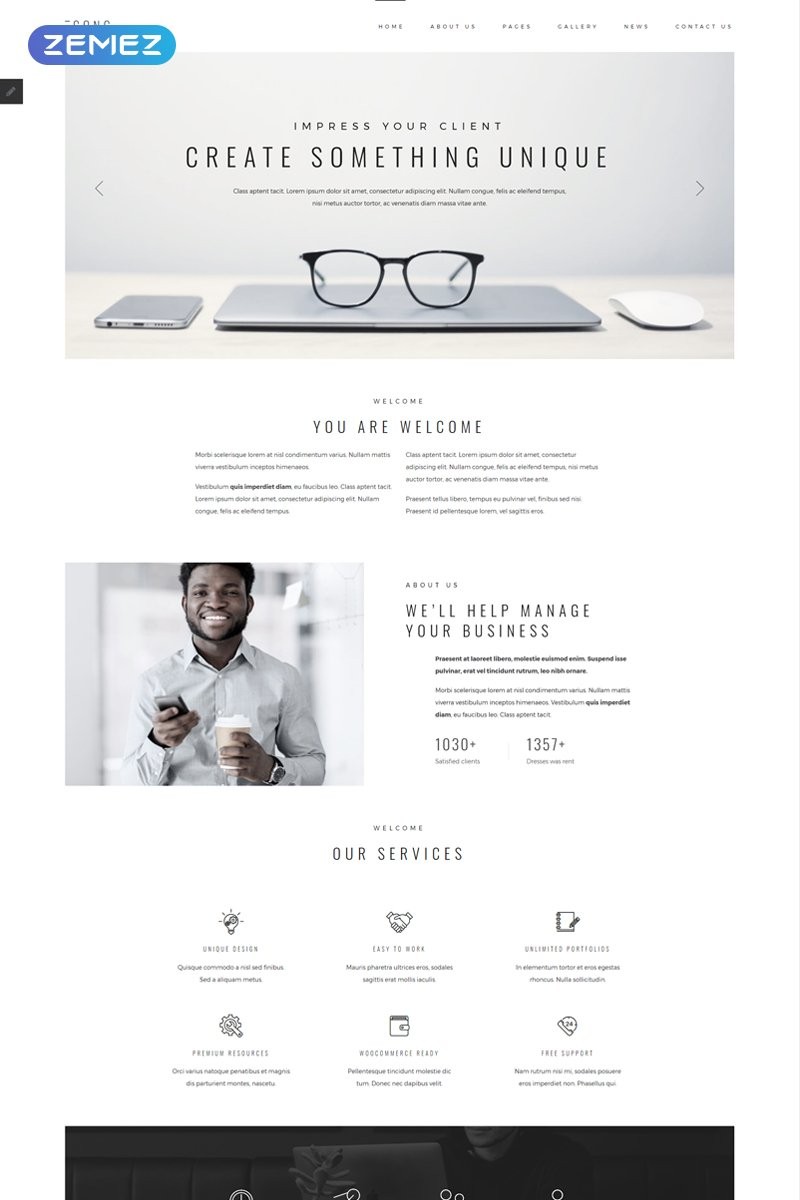 ZEMEZ
HOME ABOUT US PAGES GALLERY NEWS CONTACT US
IMPRESS YOUR CLIENT
CREATE SOMETHING UNIQUE
Class aptent tacit. Lorem ipsum dolor sit amet, consectetur adipiscing elit. Nullam congue, felis ac eleifend tempus,
nisi metus auctor tortor, ac venenatis diam massa vitae ante.
WELCOME
YOU ARE WELCOME
Morbi scelerisque lorem at nisl condimentum varius. Nullam mattis
viverra vestibulum inceptos himenaeos.
Vestibulum quis imperdiet diam, eu faucibus leo. Class aptent tacit.
Lorem ipsum dolor sit amet, consectetur adipiscing elit. Nullam
congue, felis ac eleifend tempus.
Class aptent tacit. Lorem ipsum dolor sit amet, consectetur
adipiscing elit. Nullam congue, felis ac eleifend tempus, nisi metus
auctor tortor, ac venenatis diam massa vitae ante.
Praesent tellus libero, tempus eu pulvinar vel, finibus sed nisi.
Praesent id pellentesque lorem, vel sagittis eros.
ABOUT US
WE'LL HELP MANAGE
YOUR BUSINESS
Praesent at laoreet libero, molestie euismod enim. Suspend isse
pulvinar, erat vel tincidunt rutrum, leo nibh ornare.
Morbi scelerisque lorem at nisl condimentum varius. Nullam mattis
viverra vestibulum inceptos himenaeos. Vestibulum quis imperdiet
diam, eu faucibus leo. Class aptent tacit.
1030+
Satisfied clients
1357+
Dresses was rent
WELCOME
OUR SERVICES
UNIQUE DESIGN
Quisque commodo a nisl sed finibus.
Sed a aliquam metus.
EASY TO WORK
Mauris pharetra ultrices eros, sodales
sagittis erat mollis iaculis.
UNLIMITED PORTFOLIOS
In elementum tortor et eros egestas
rhoncus. Nulla sollicitudin.
PREMIUM RESOURCES
Orci varius natoque penatibus et magnis
dis parturient montes, nascetu.
WOOCOMMERCE READY
Pellentesque tincidunt molestie dic
tum. Donec nec dapibus velit.
24
FREE SUPPORT
Nam rutrum nisi mi, sodales posuere
eros imperdiet non. Phasellus qui.